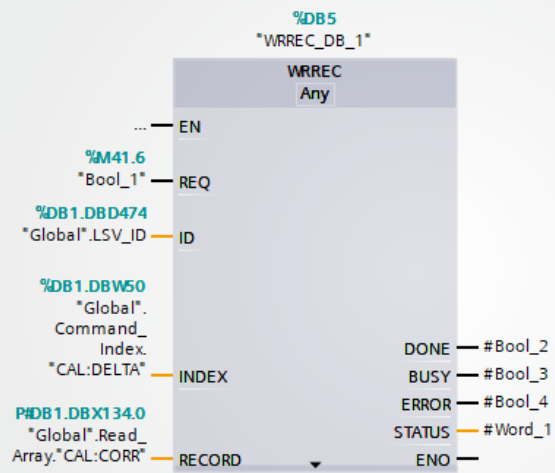 %DB5
"WRREC_DB_1"
WRREC
Any
... EN
%M41.6
"Bool_1" REQ
%DB1.DBD474
"Global".LSV_ID ID
%DB1.DBW50
"Global".
Command_
Index.
"CAL:DELTA" INDEX
P#DB1.DBX134.0
"Global".Read_
Array."CAL:CORR" RECORD
DONE #Bool_2
BUSY #Bool_3
ERROR #Bool_4
STATUS #Word_1
ENO